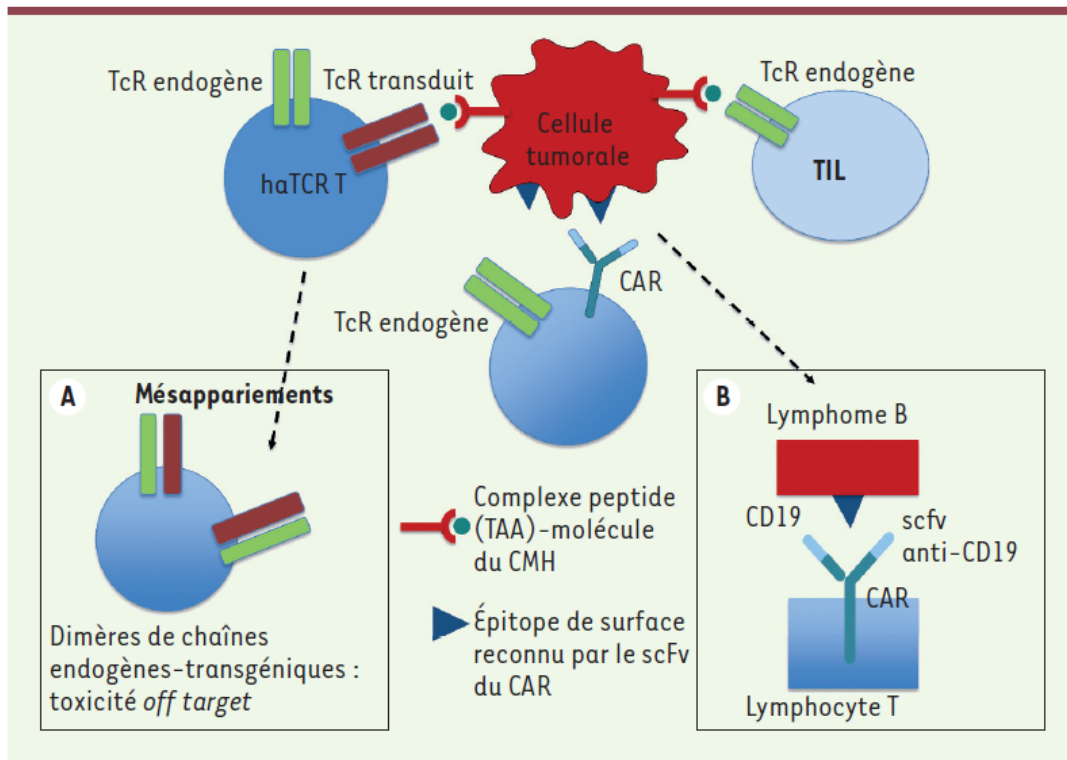 TcR endogène
TcR transduit
TcR endogène
Cellule
tumorale
haTCR T
TIL
CAR
TcR endogène
A
Mésappariements
Dimères de chaînes
endogènes-transgéniques :
toxicité off target
Complexe peptide
(TAA)-molécule
du CMH
Épitope de surface
reconnu par le scFv
du CAR
B
Lymphome B
CD19
scfv
anti-CD19
CAR
Lymphocyte T